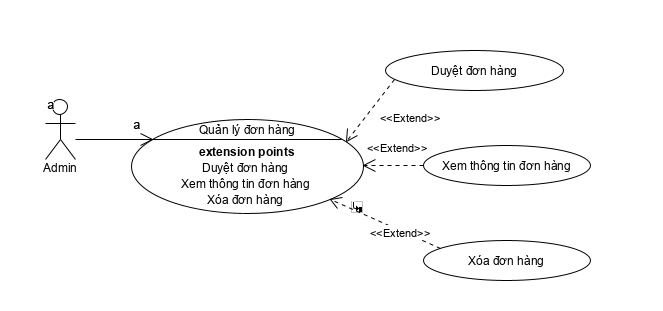 Duyệt đơn hàng
a
a
<<Extend>>
Quản lý đơn hàng
extension points
Duyệt đơn hàng
Xem thông tin đơn hàng
Xóa đơn hàng
Admin
<<Extend>>
Xem thông tin đơn hàng
<<Extend>>
Xóa đơn hàng